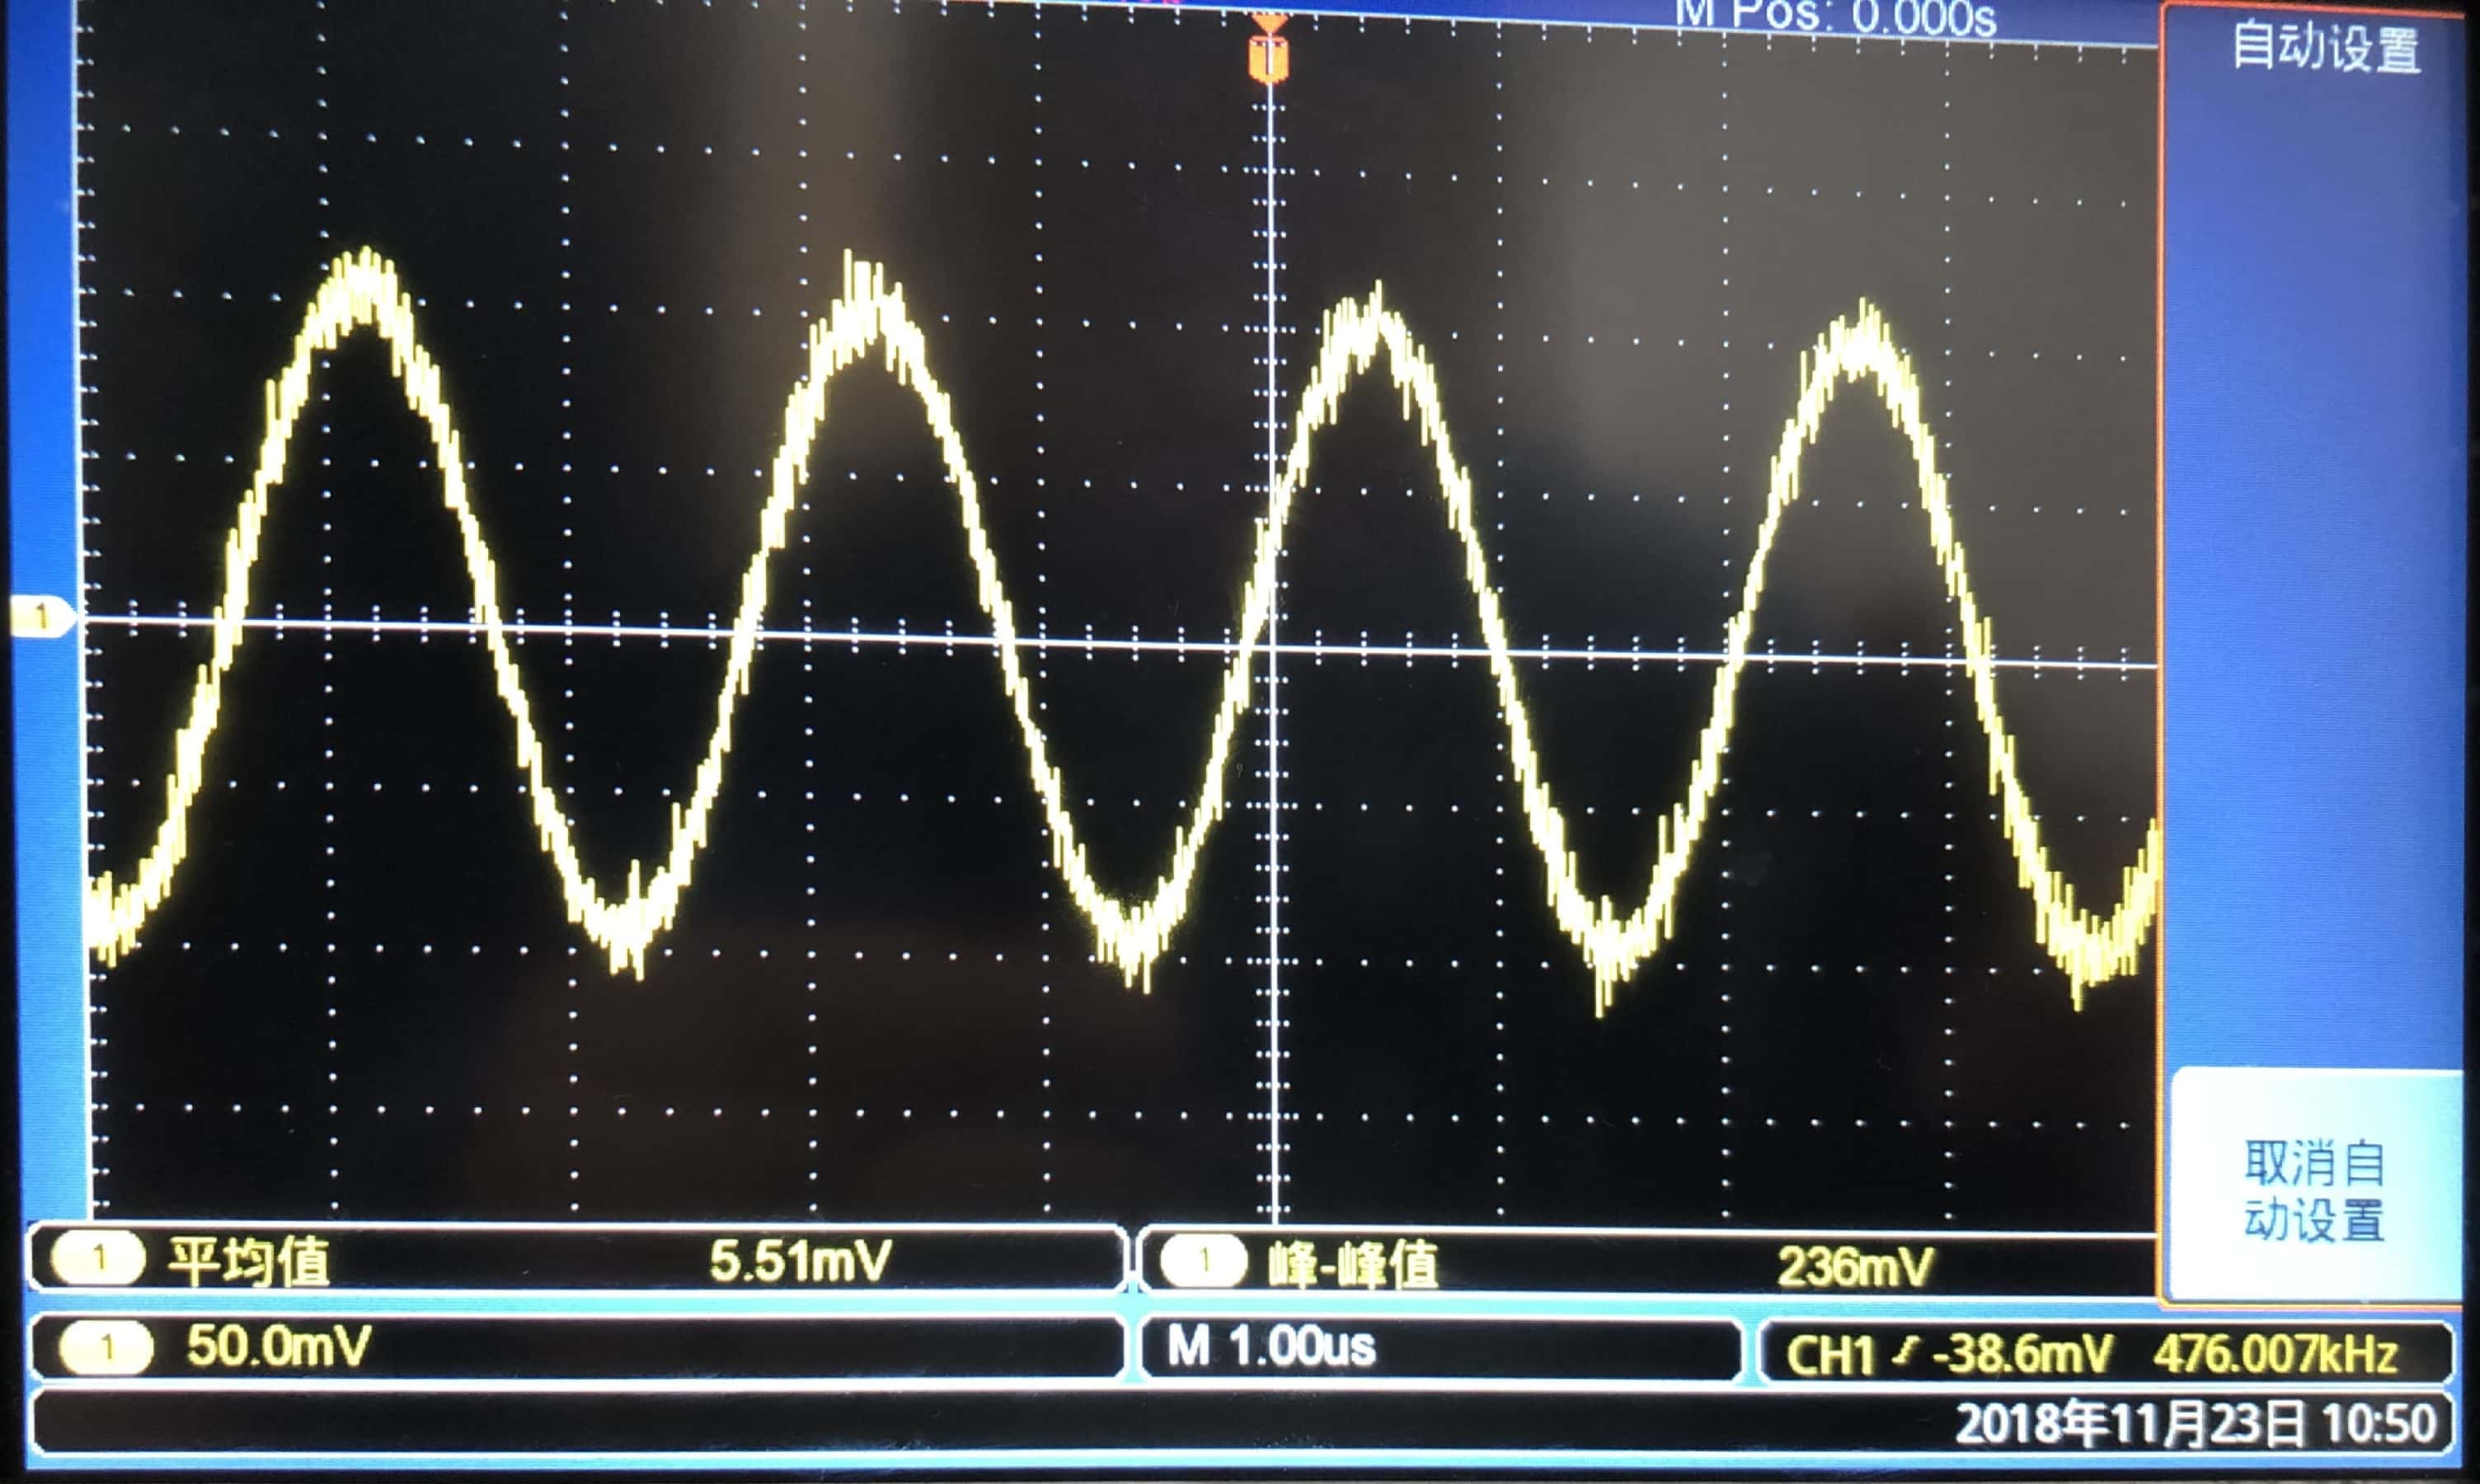 M Pos: 0.000s
自动设置
T
1
取消自
动设置
1 平均值 5.51mV
1 峰-峰值 236mV
1 50.0mV
M 1.00us
CH1 -38.6mV 476.007kHz
2018年11月23日 10:50